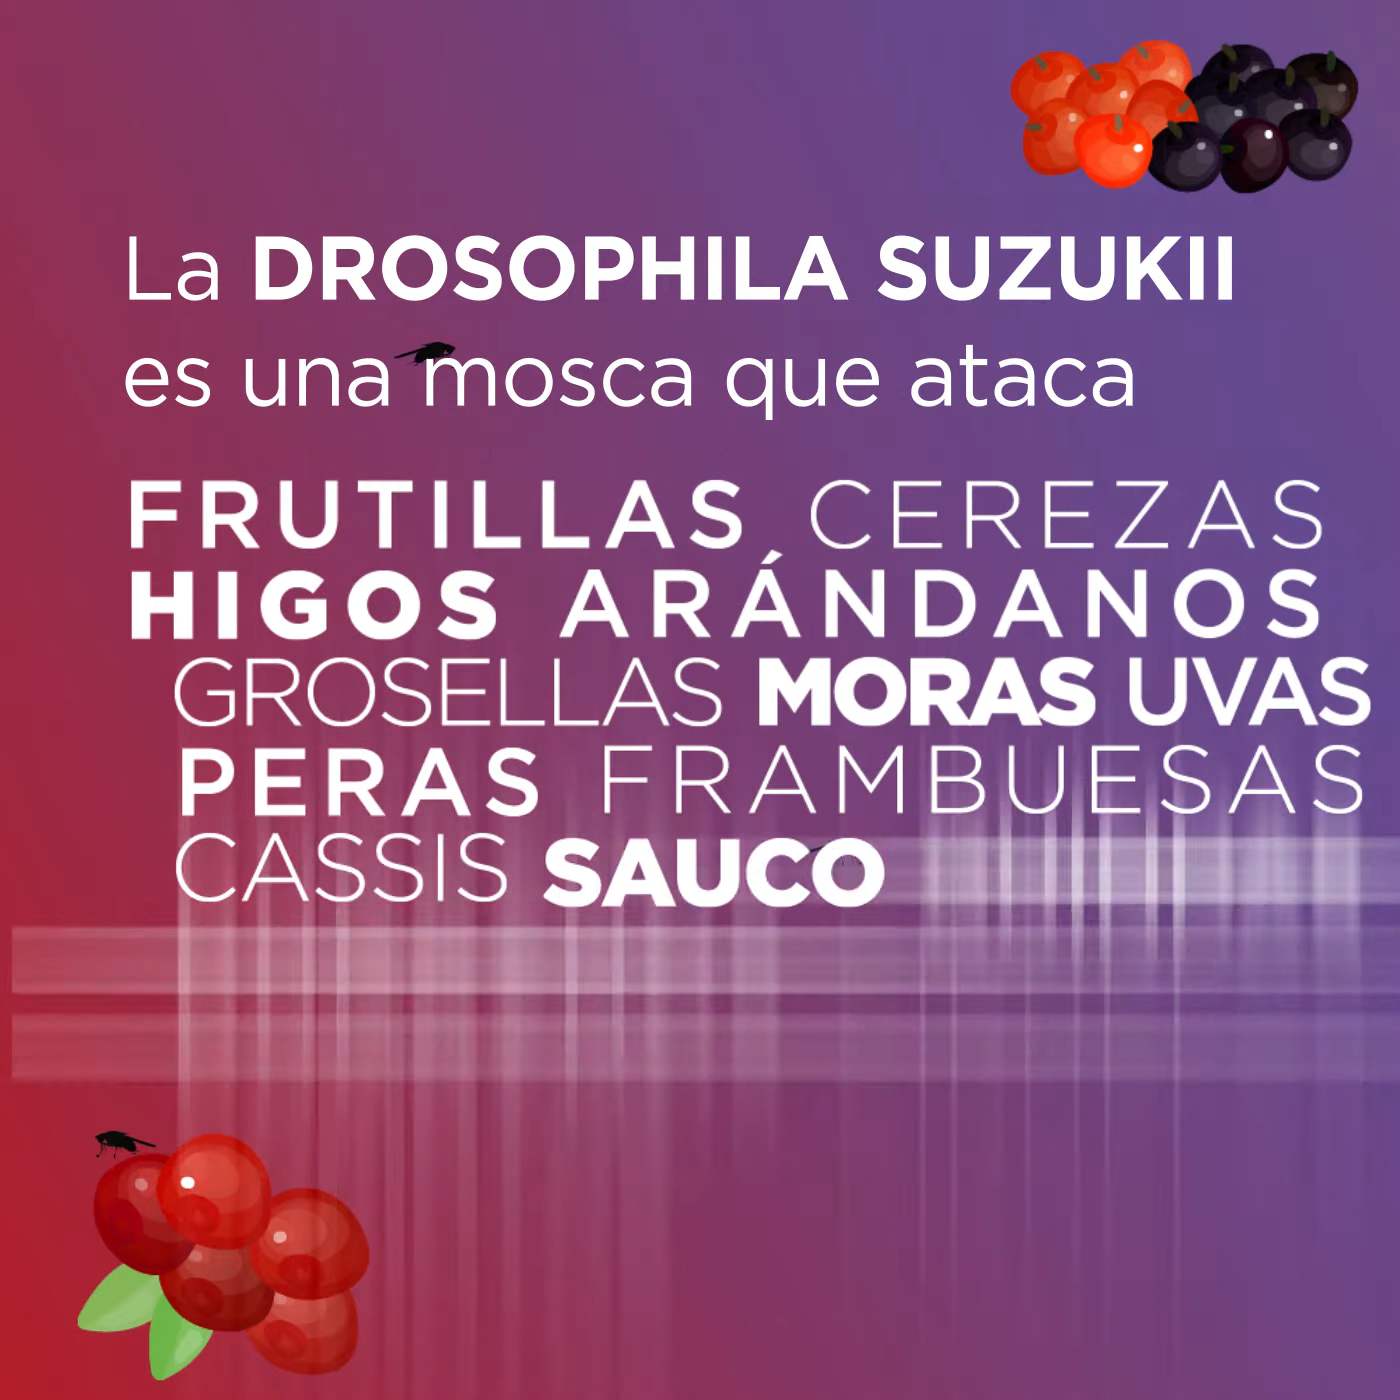 La DROSOPHILA SUZUKII
es una mosca que ataca
FRUTILLAS CEREZAS
HIGOS ARÁNDANOS
GROSELLAS MORAS UVAS
PERAS FRAMBUESAS
CASSIS SAUCO